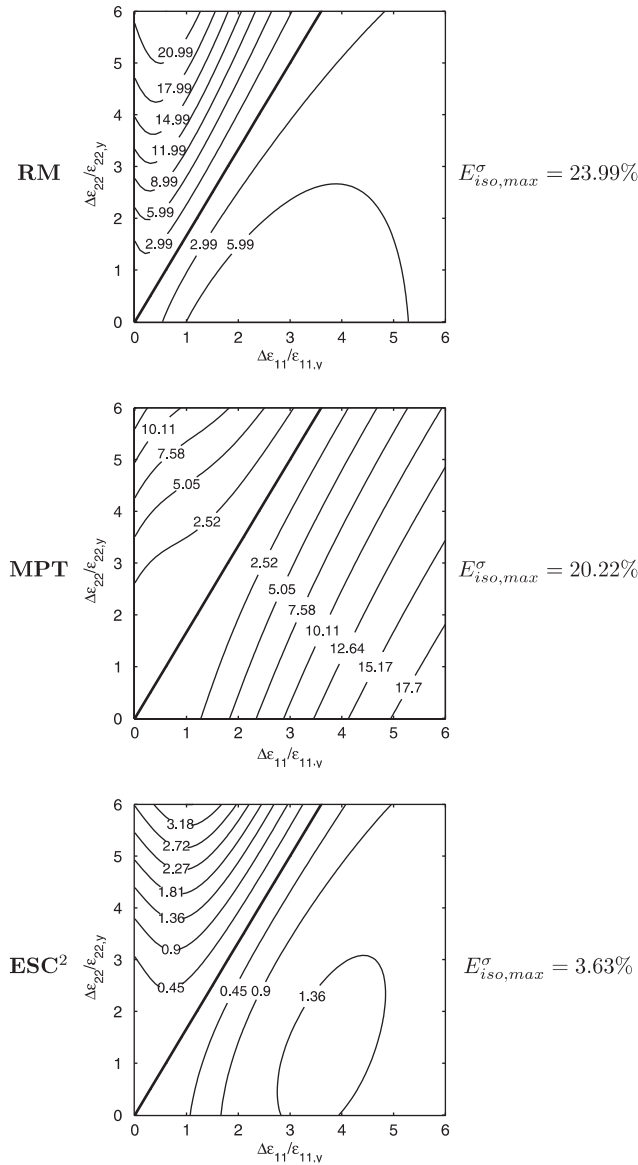 6
5
4
3
2
1
0
0 1 2 3 4 5 6
20.99
17.99
14.99
11.99
8.99
5.99
2.99
2.99 5.99
RM
Δε22/ε22,y
Δε11/ε11,y
E^σ_iso,max = 23.99%
6
5
4
3
2
1
0
0 1 2 3 4 5 6
10.11
7.58
5.05
2.52
2.52
5.05
7.58
10.11
12.64
15.17
17.7
MPT
Δε22/ε22,y
Δε11/ε11,y
E^σ_iso,max = 20.22%
6
5
4
3
2
1
0
0 1 2 3 4 5 6
3.18
2.72
2.27
1.81
1.36
0.9
0.45
0.45 0.9 1.36
ESC²
Δε22/ε22,y
Δε11/ε11,y
E^σ_iso,max = 3.63%